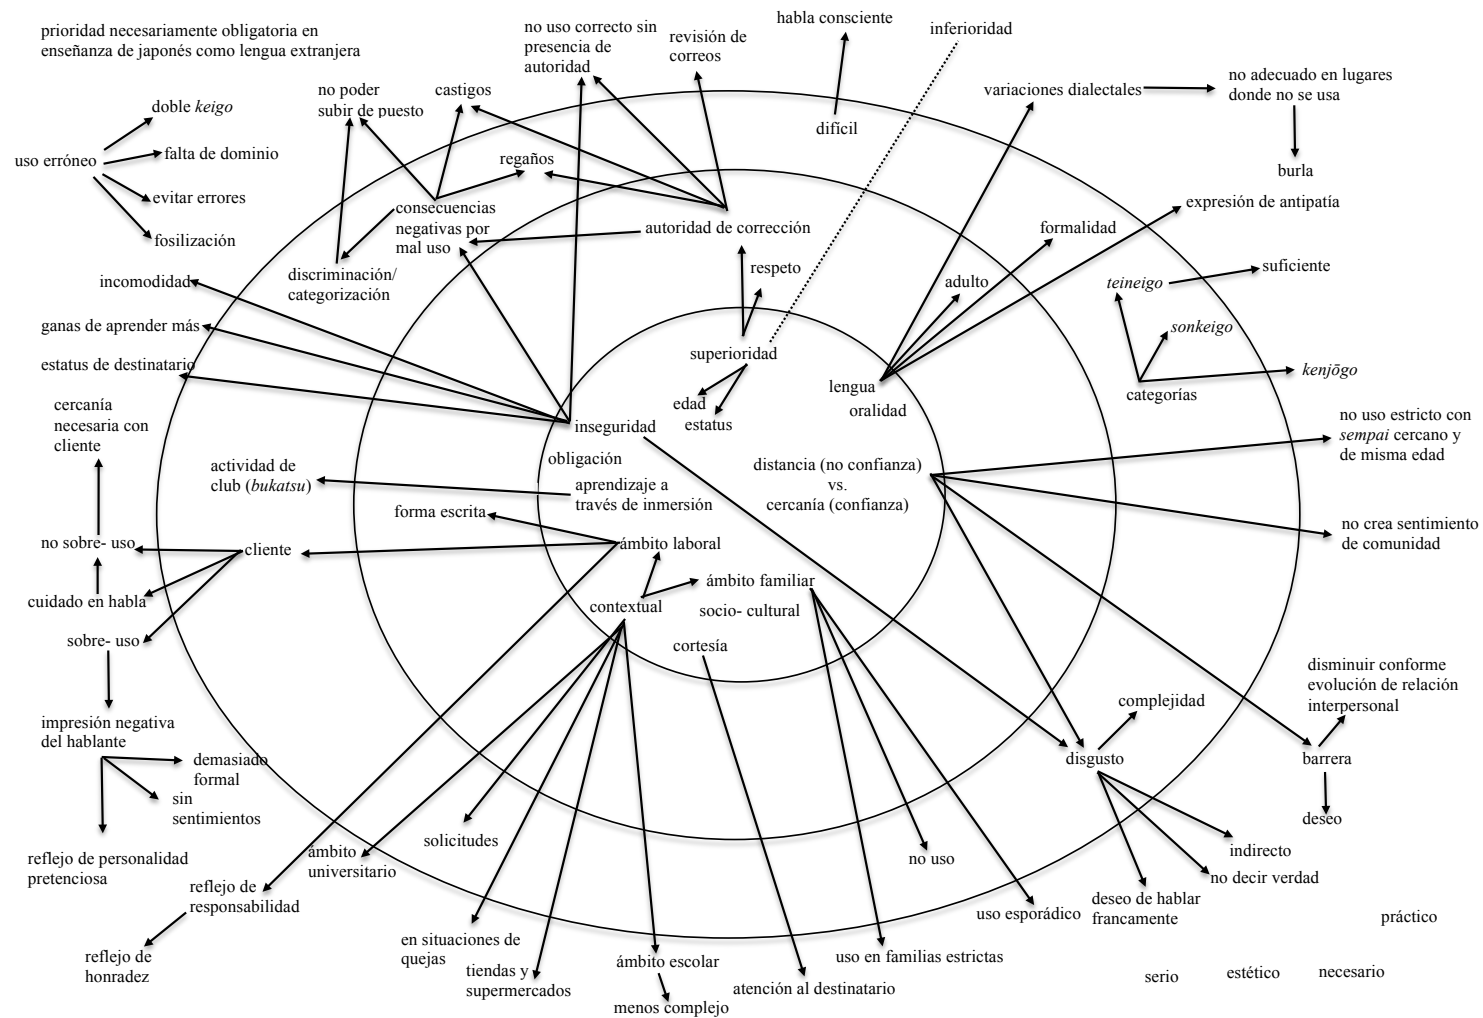 prioridad necesariamente obligatoria en
enseñanza de japonés como lengua extranjera
no uso correcto sin
presencia de
autoridad
revisión de
correos
habla consciente
inferioridad
no poder
subir de puesto
castigos
variaciones dialectales
no adecuado en lugares
donde no se usa
doble keigo
difícil
uso erróneo
falta de dominio
regaños
burla
evitar errores
consecuencias
negativas por
mal uso
expresión de antipatía
fosilización
autoridad de corrección
formalidad
discriminación/
categorización
respeto
suficiente
incomodidad
adulto
teineigo
ganas de aprender más
sonkeigo
estatus de destinatario
superioridad
lengua
kenjōgo
categorías
cercanía
necesaria con
cliente
edad
estatus
oralidad
inseguridad
no uso estricto con
sempai cercano y
de misma edad
obligación
actividad de
club (bukatsu)
distancia (no confianza)
vs.
cercanía (confianza)
aprendizaje a
través de inmersión
forma escrita
no crea sentimiento
de comunidad
no sobre- uso
cliente
ámbito laboral
ámbito familiar
cuidado en habla
contextual
socio- cultural
sobre- uso
cortesía
disminuir conforme
evolución de relación
interpersonal
complejidad
impresión negativa
del hablante
demasiado
formal
disgusto
barrera
sin
sentimientos
deseo
solicitudes
ámbito
universitario
no uso
indirecto
reflejo de personalidad
pretenciosa
no decir verdad
reflejo de
responsabilidad
deseo de hablar
francamente
uso esporádico
práctico
en situaciones de
quejas
reflejo de
honradez
tiendas y
supermercados
ámbito escolar
uso en familias estrictas
serio
estético
necesario
atención al destinatario
menos complejo